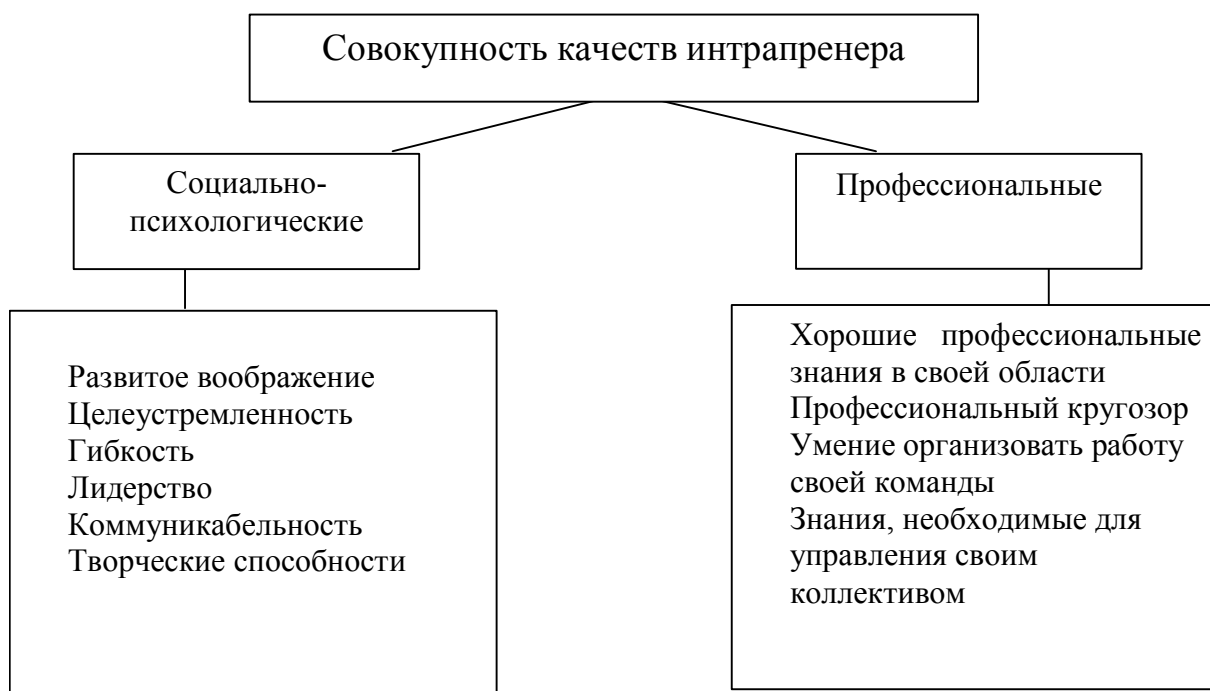 Совокупность качеств интрапренера
Социально-
психологические
Профессиональные
Развитое воображение
Целеустремленность
Гибкость
Лидерство
Коммуникабельность
Творческие способности
Хорошие профессиональные
знания в своей области
Профессиональный кругозор
Умение организовать работу
своей команды
Знания, необходимые для
управления своим
коллективом